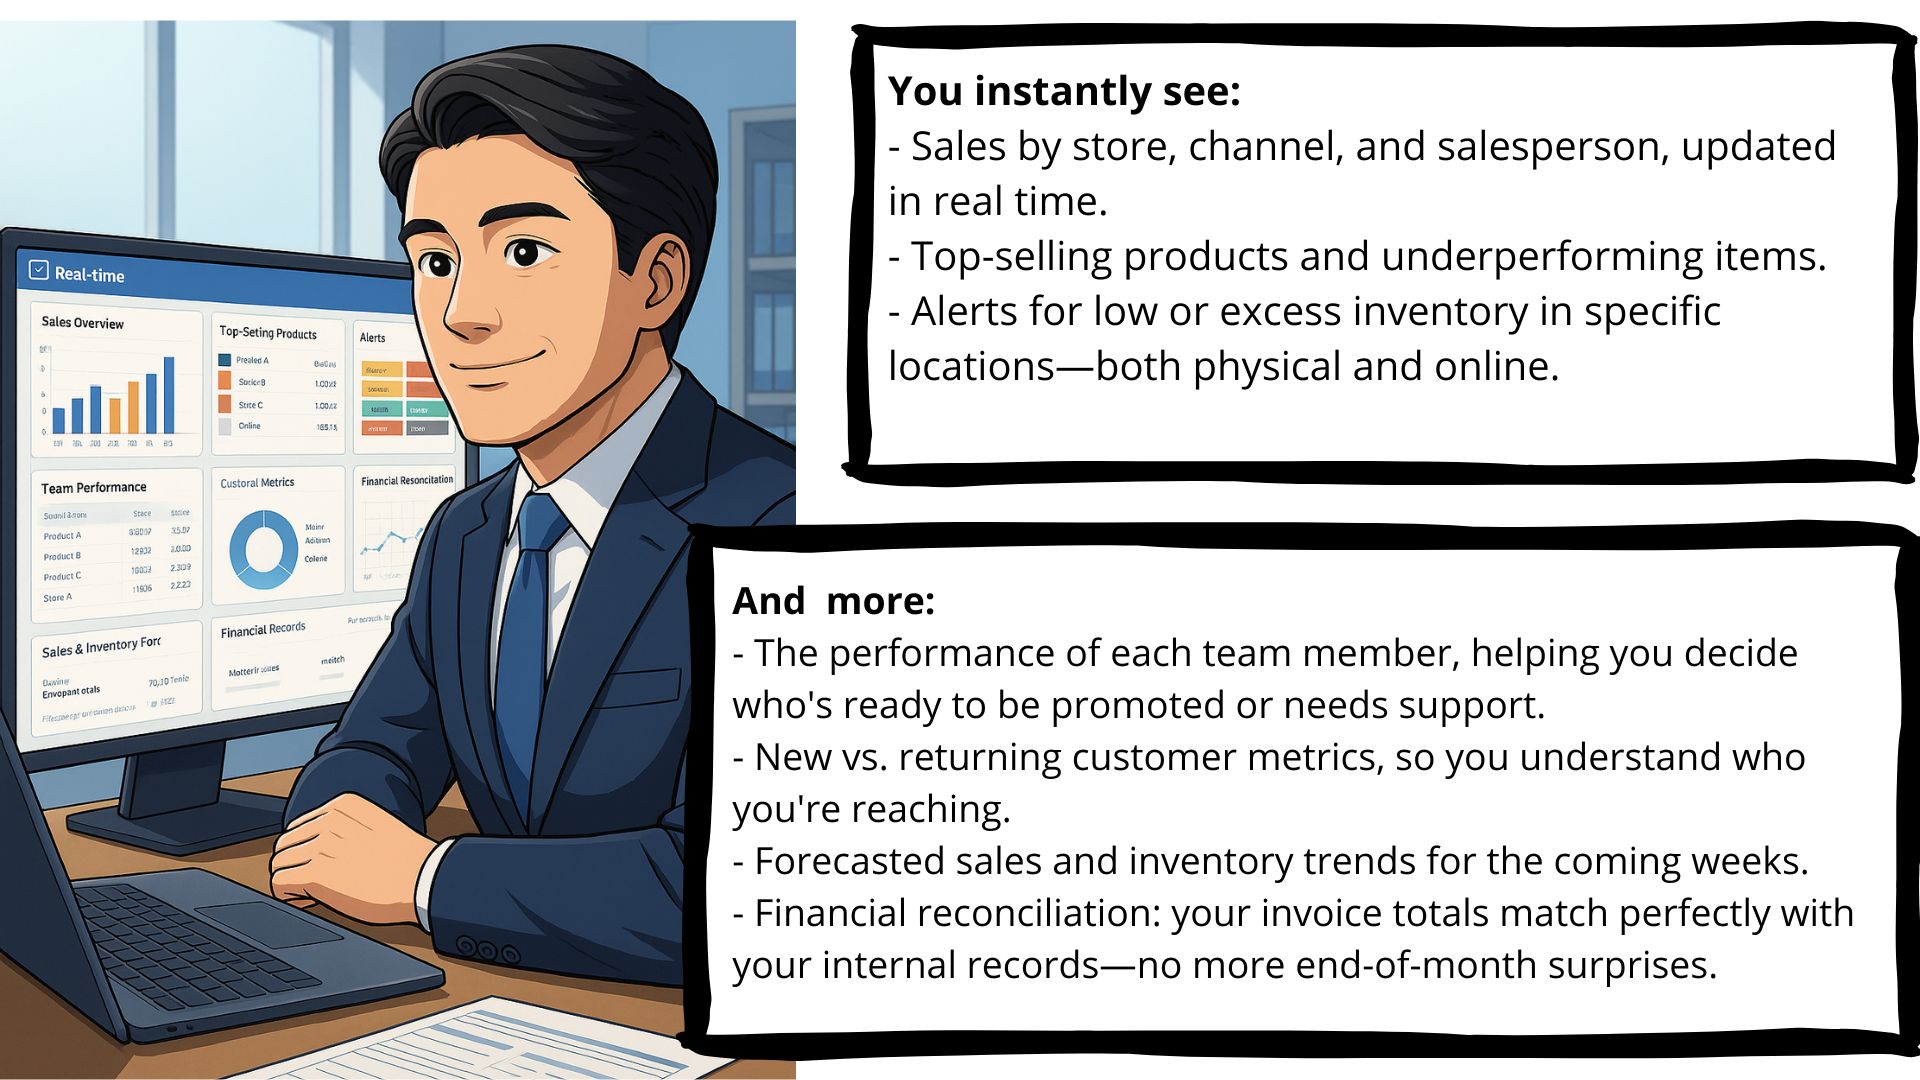 You instantly see:
- Sales by store, channel, and salesperson, updated
in real time.
- Top-selling products and underperforming items.
- Alerts for low or excess inventory in specific
locations—both physical and online.
And  more:
- The performance of each team member, helping you decide
who's ready to be promoted or needs support.
- New vs. returning customer metrics, so you understand who
you're reaching.
- Forecasted sales and inventory trends for the coming weeks.
- Financial reconciliation: your invoice totals match perfectly with
your internal records—no more end-of-month surprises.
Real-time
Sales Overview
Top-Seting Products
Prealed A
Store C
Online
Alerts
Team Performance
Product A
Product B
Product C
Store A
Custoral Metrics
Financial Resoncitation
Sales & Inventory Forc
Envopant otals
Financial Records